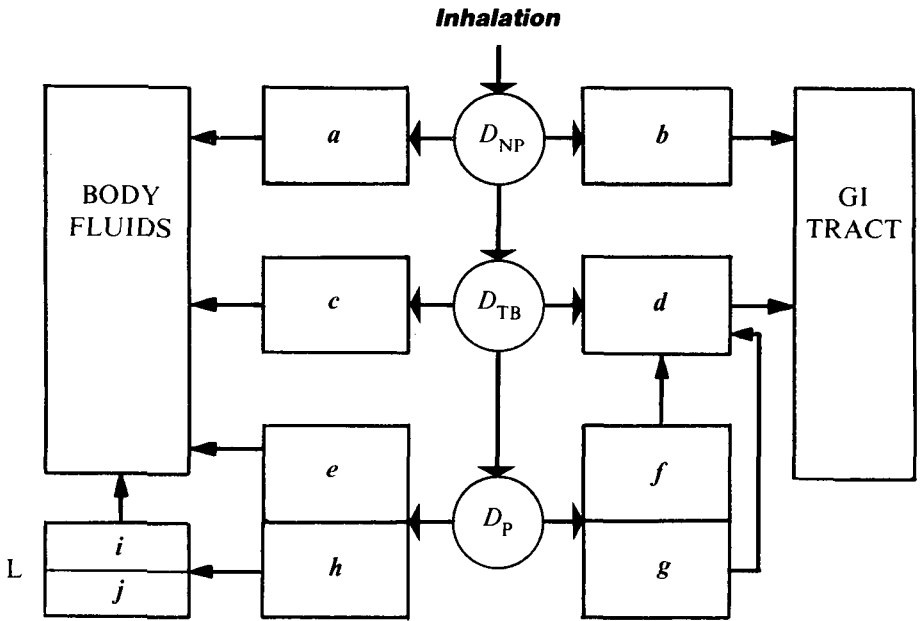 Inhalation
a
D_NP
b
BODY
FLUIDS
GI
TRACT
c
D_TB
d
e
f
D_P
i
L
h
g
j